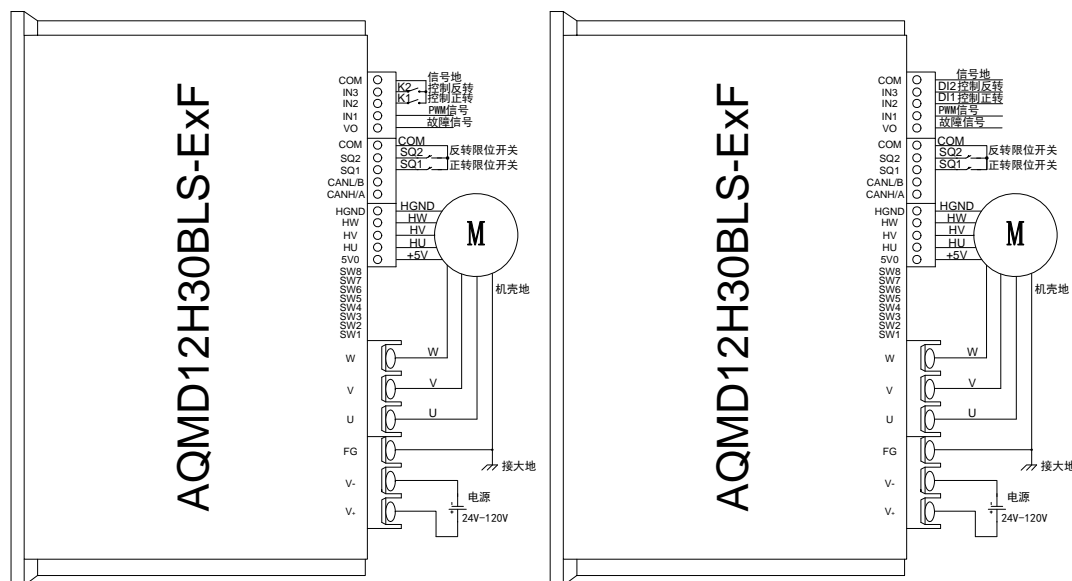 AQMD12H30BLS-ExF
COM 信号地
IN3 K2 控制反转
IN2 K1 控制正转
IN1 PWM信号
VO 故障信号
COM COM
SQ2 SQ2 反转限位开关
SQ1 SQ1 正转限位开关
CANL/B
CANH/A
HGND HGND
HW HW
HV HV
HU HU
5V0 +5V
M
SW8
SW7
SW6
SW5
SW4
SW3
SW2
SW1
机壳地
W W
V V
U U
FG 接大地
V-
V+
电源
24V-120V
AQMD12H30BLS-ExF
COM 信号地
IN3 DI2控制反转
IN2 DI1控制正转
IN1 PWM信号
VO 故障信号
COM COM
SQ2 SQ2 反转限位开关
SQ1 SQ1 正转限位开关
CANL/B
CANH/A
HGND HGND
HW HW
HV HV
HU HU
5V0 +5V
M
SW8
SW7
SW6
SW5
SW4
SW3
SW2
SW1
机壳地
W W
V V
U U
FG 接大地
V-
V+
电源
24V-120V